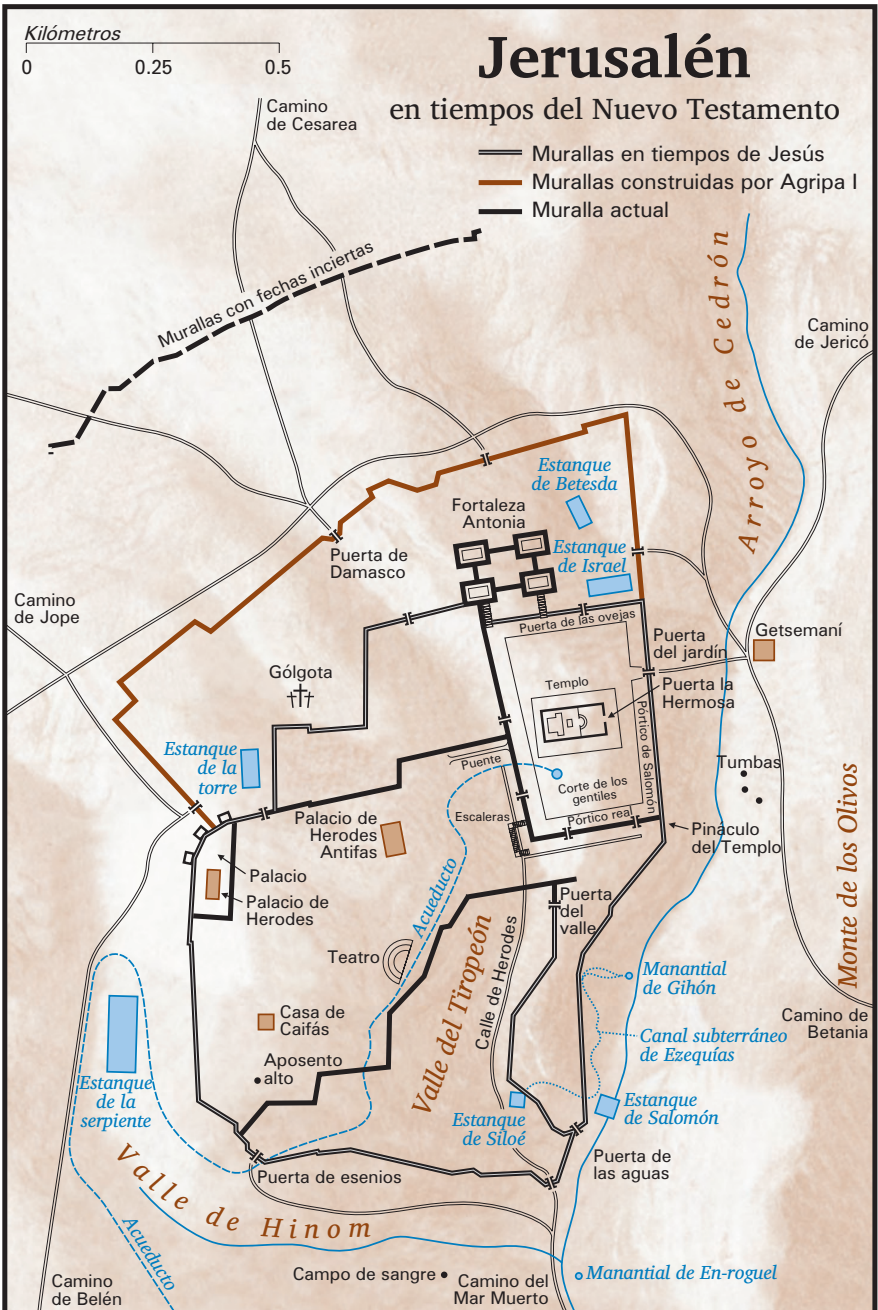 Kilómetros
0 0.25 0.5
Jerusalén
en tiempos del Nuevo Testamento
Murallas en tiempos de Jesús
Murallas construidas por Agripa I
Muralla actual
Camino
de Cesarea
Murallas con fechas inciertas
Arroyo de Cedrón
Camino
de Jericó
Estanque
de Betesda
Fortaleza
Antonia
Estanque
de Israel
Puerta de
Damasco
Camino
de Jope
Puerta de las ovejas
Puerta
del jardín
Getsemaní
Gólgota
Templo
Puerta la
Hermosa
Pórtico de Salomón
Estanque
de la
torre
Puente
Corte de los
gentiles
Tumbas
Escaleras
Pórtico real
Palacio de
Herodes
Antifas
Pináculo
del Templo
Monte de los Olivos
Palacio
Palacio de
Herodes
Acueducto
Puerta
del
valle
Teatro
Valle del Tiropeón
Calle de Herodes
Manantial
de Gihón
Casa de
Caifás
Camino de
Betania
Canal subterráneo
de Ezequías
Aposento
alto
Estanque
de la
serpiente
Estanque
de Siloé
Estanque
de Salomón
Puerta de
las aguas
Valle de Hinom
Puerta de esenios
Acueducto
Camino
de Belén
Campo de sangre
Camino del
Mar Muerto
Manantial de En-roguel